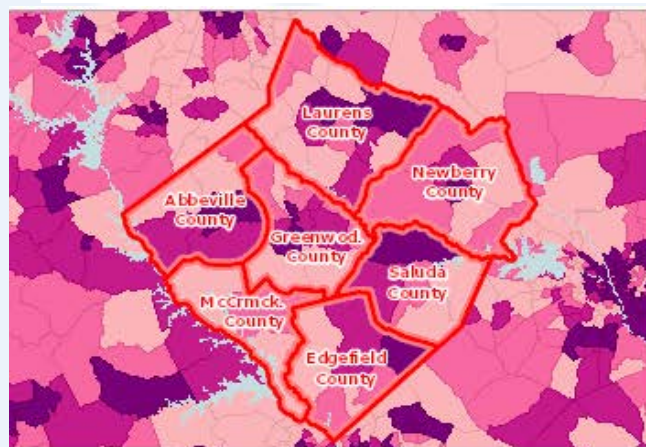 Laurens
County
Newberry
County
Abbeville
County
Greenwod.
County
Saluda
County
McCrmck.
County
Edgefield
County